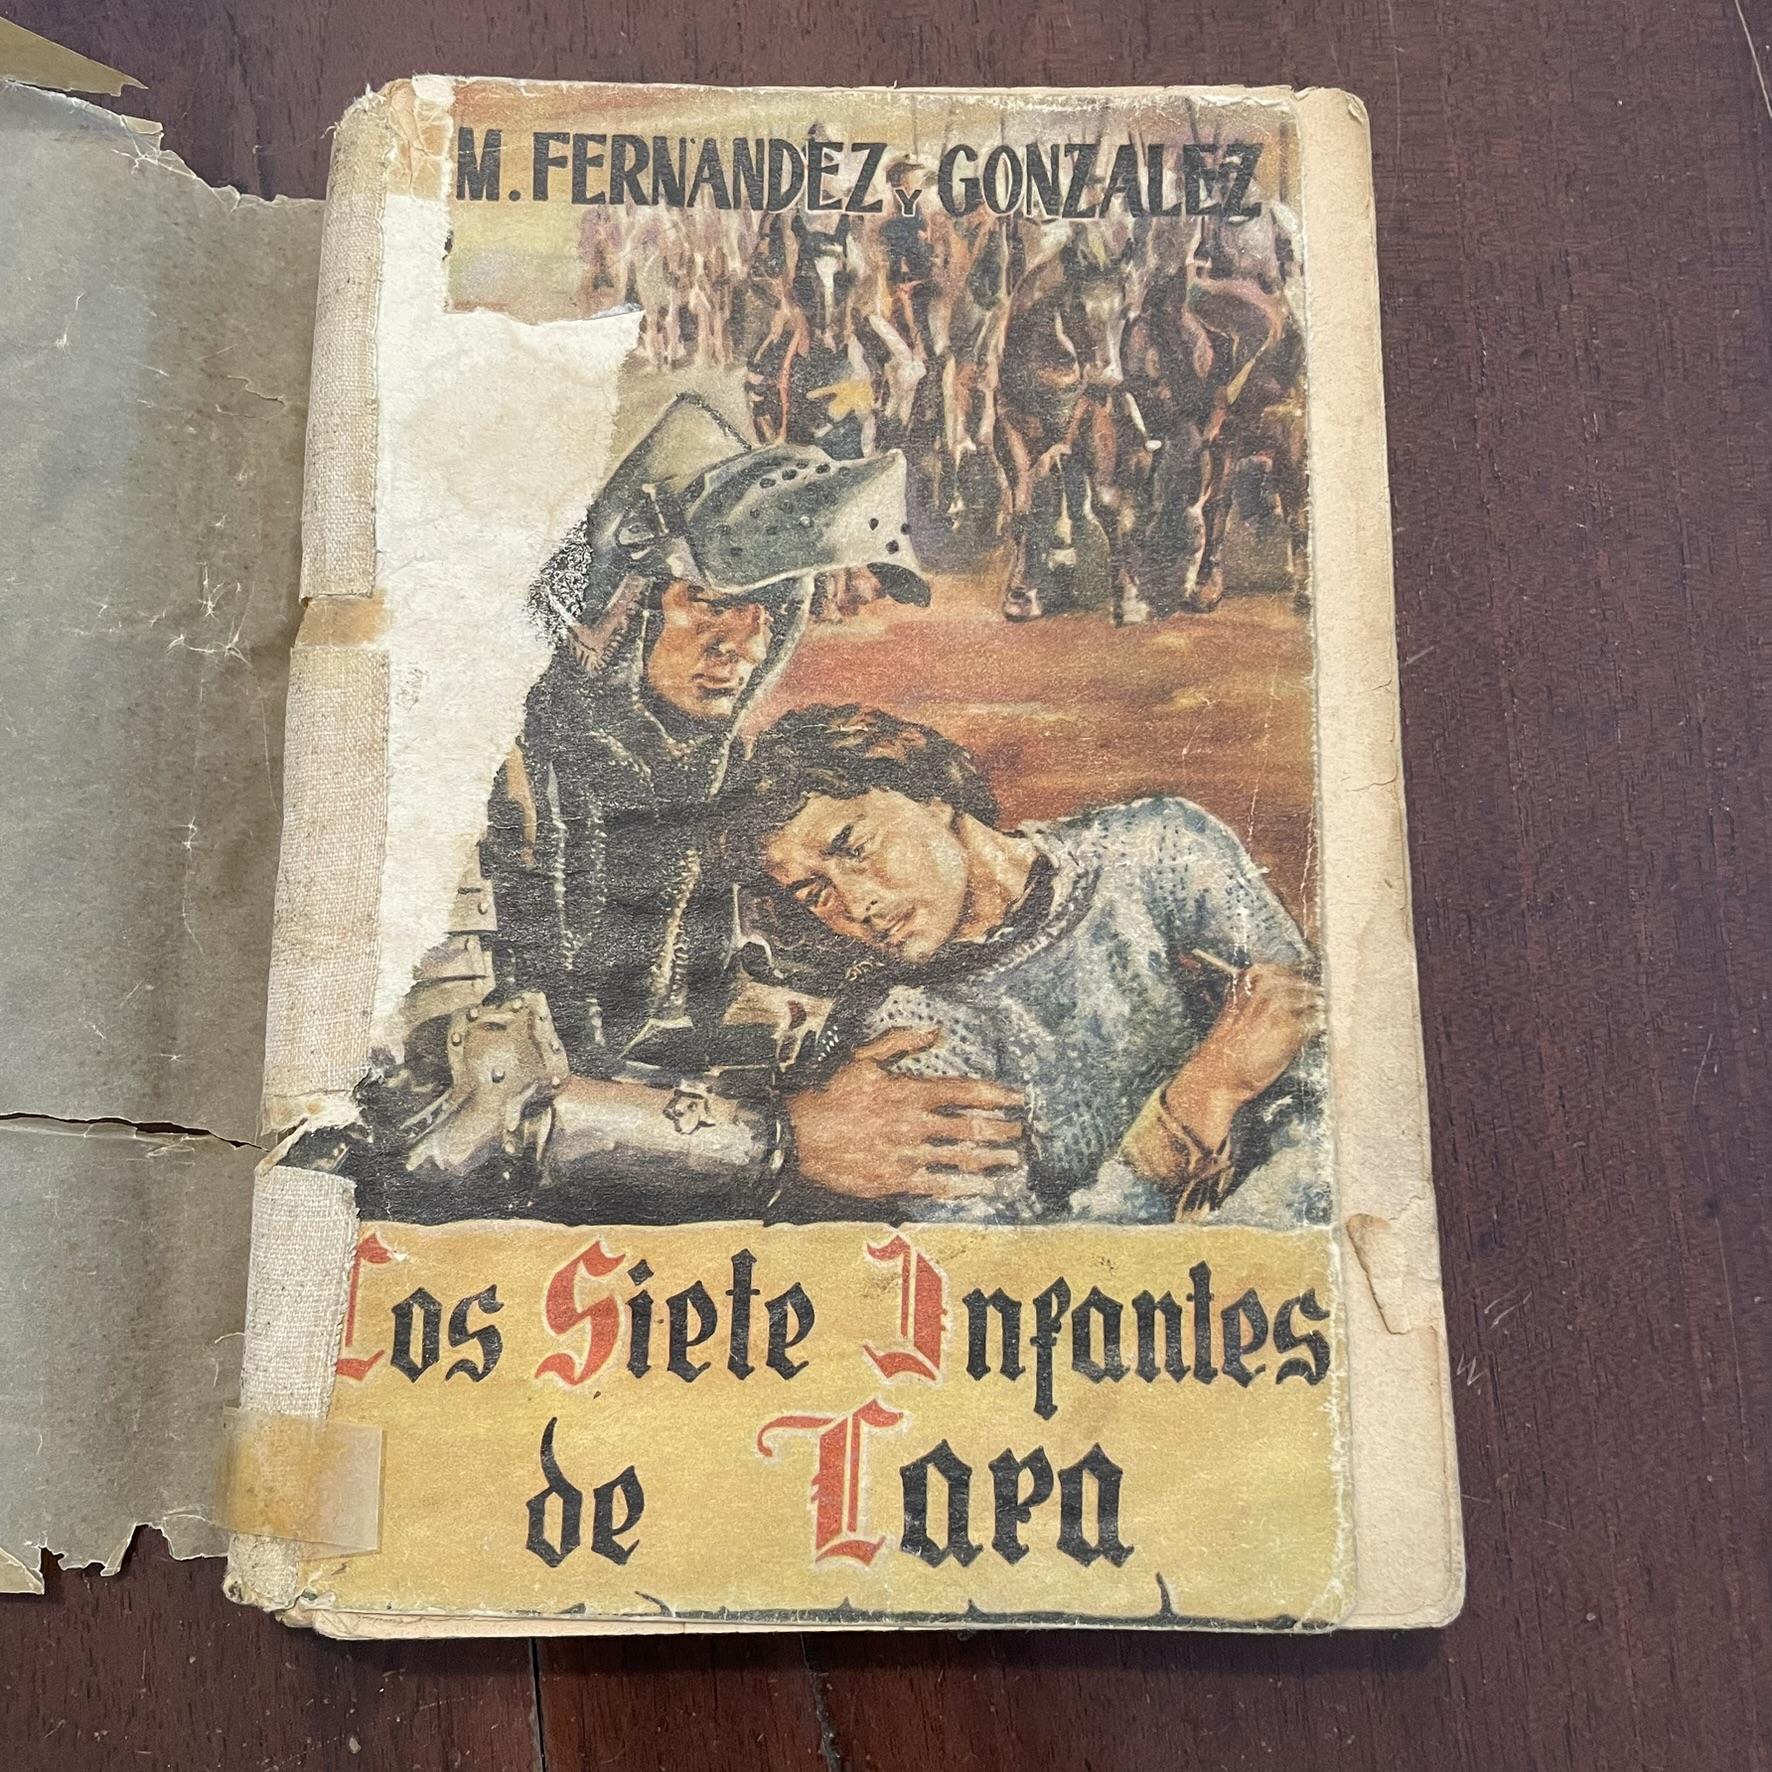 M. FERNANDEZ Y GONZALEZ
Los Siete Infantes
de Lara